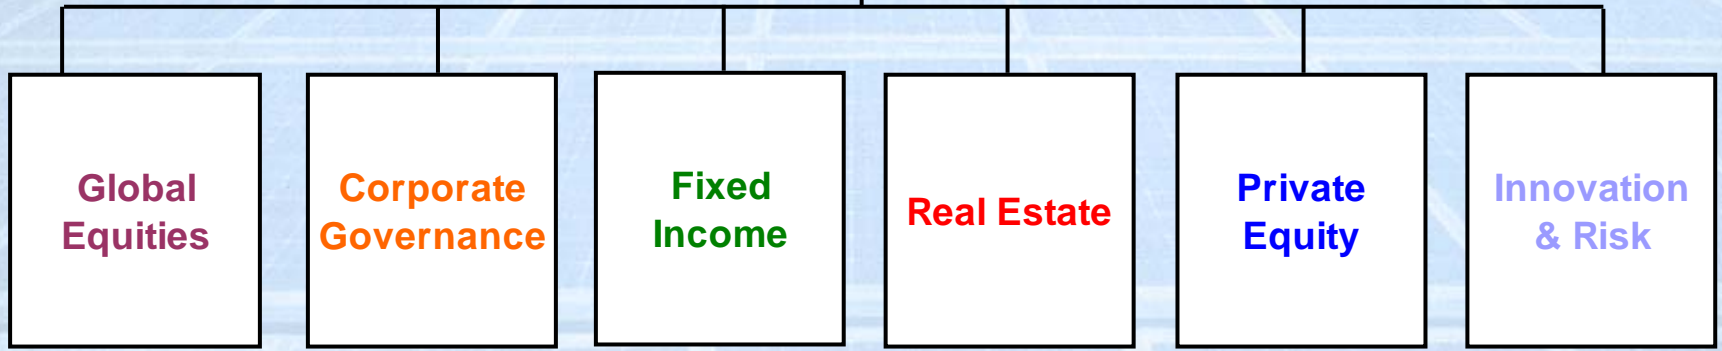 Global
Equities
Corporate
Governance
Fixed
Income
Real Estate
Private
Equity
Innovation
& Risk